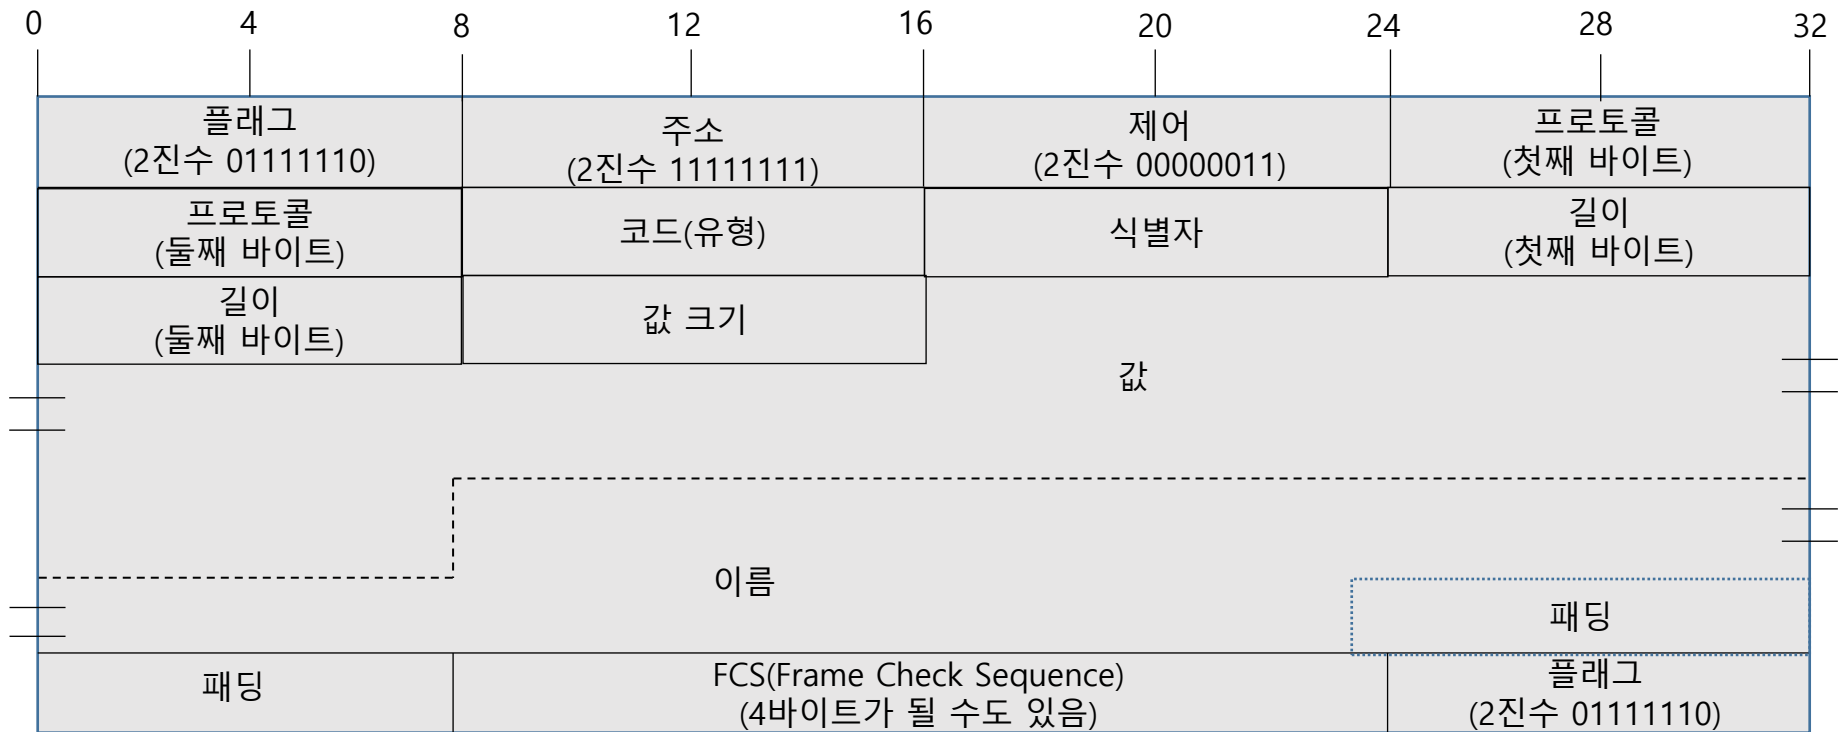 0 4 8 12 16 20 24 28 32
플래그
(2진수 01111110)
주소
(2진수 11111111)
제어
(2진수 00000011)
프로토콜
(첫째 바이트)
프로토콜
(둘째 바이트)
코드(유형)
식별자
길이
(첫째 바이트)
길이
(둘째 바이트)
값 크기
값
이름
패딩
패딩
FCS(Frame Check Sequence)
(4바이트가 될 수도 있음)
플래그
(2진수 01111110)